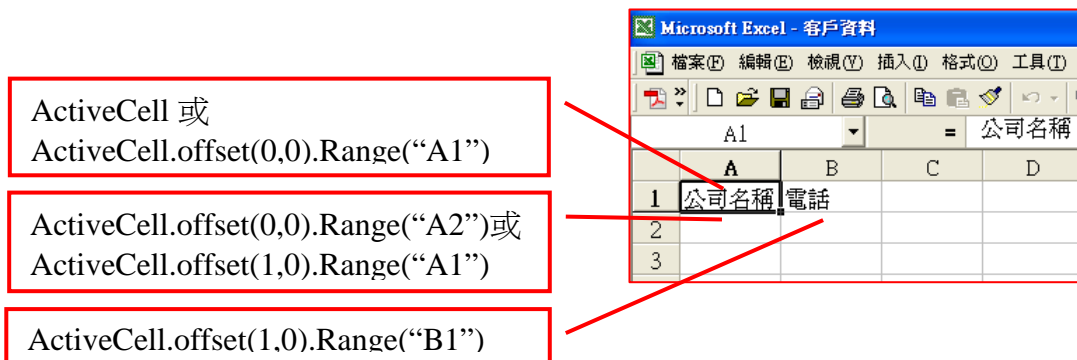 Microsoft Excel - 客戶資料
檔案(F) 編輯(E) 檢視(V) 插入(I) 格式(O) 工具(T)
A1 = 公司名稱
A B C D
1 公司名稱 電話
2
3
ActiveCell 或
ActiveCell.offset(0,0).Range(“A1”)
ActiveCell.offset(0,0).Range(“A2”)或
ActiveCell.offset(1,0).Range(“A1”)
ActiveCell.offset(1,0).Range(“B1”)